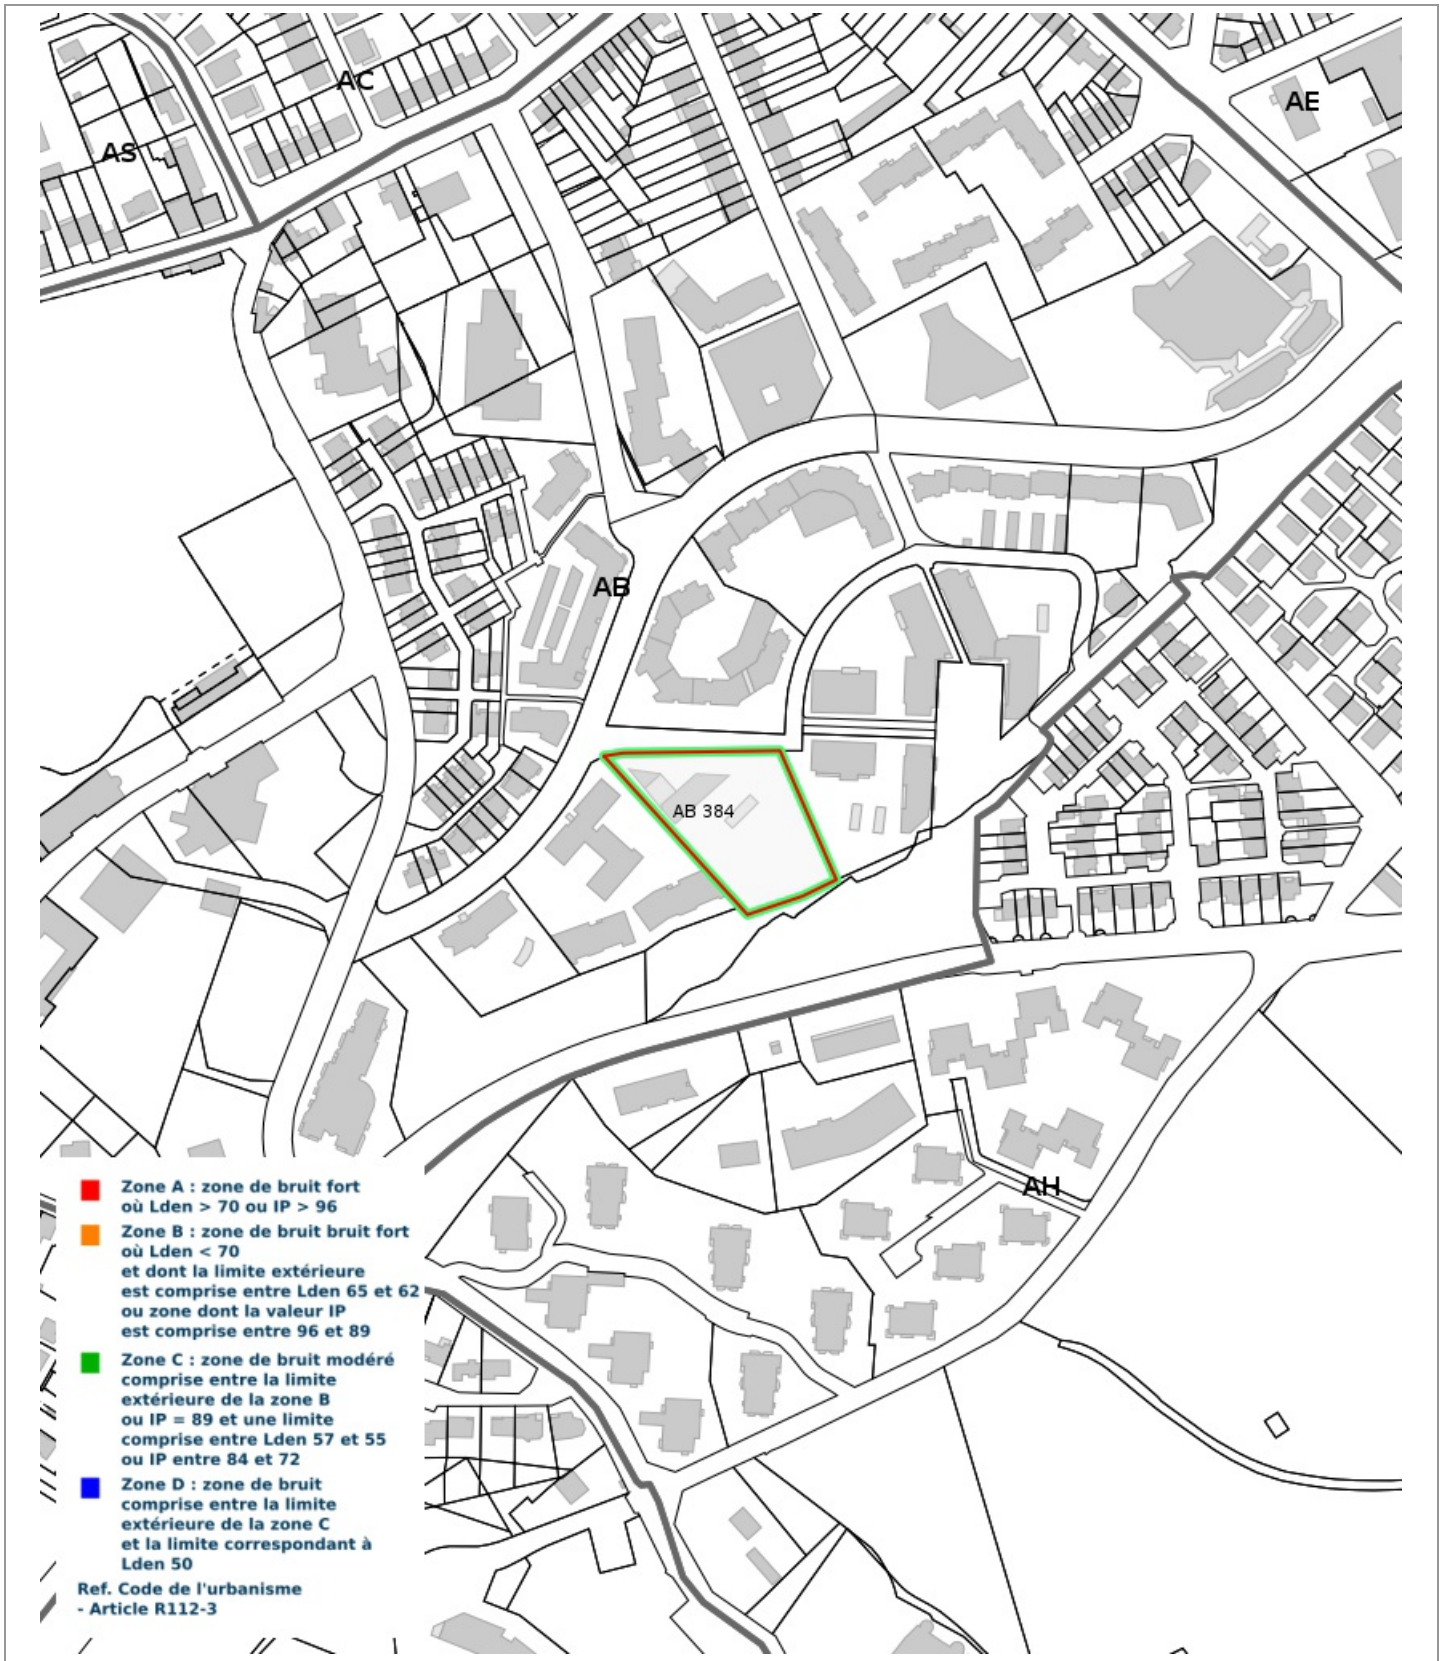 AC
AE
AS
AB
AB 384
Zone A : zone de bruit fort
où Lden > 70 ou IP > 96
Zone B : zone de bruit bruit fort
où Lden < 70
et dont la limite extérieure
est comprise entre Lden 65 et 62
ou zone dont la valeur IP
est comprise entre 96 et 89
Zone C : zone de bruit modéré
comprise entre la limite
extérieure de la zone B
ou IP = 89 et une limite
comprise entre Lden 57 et 55
ou IP entre 84 et 72
Zone D : zone de bruit
comprise entre la limite
extérieure de la zone C
et la limite correspondant à
Lden 50
Ref. Code de l'urbanisme
- Article R112-3
AH